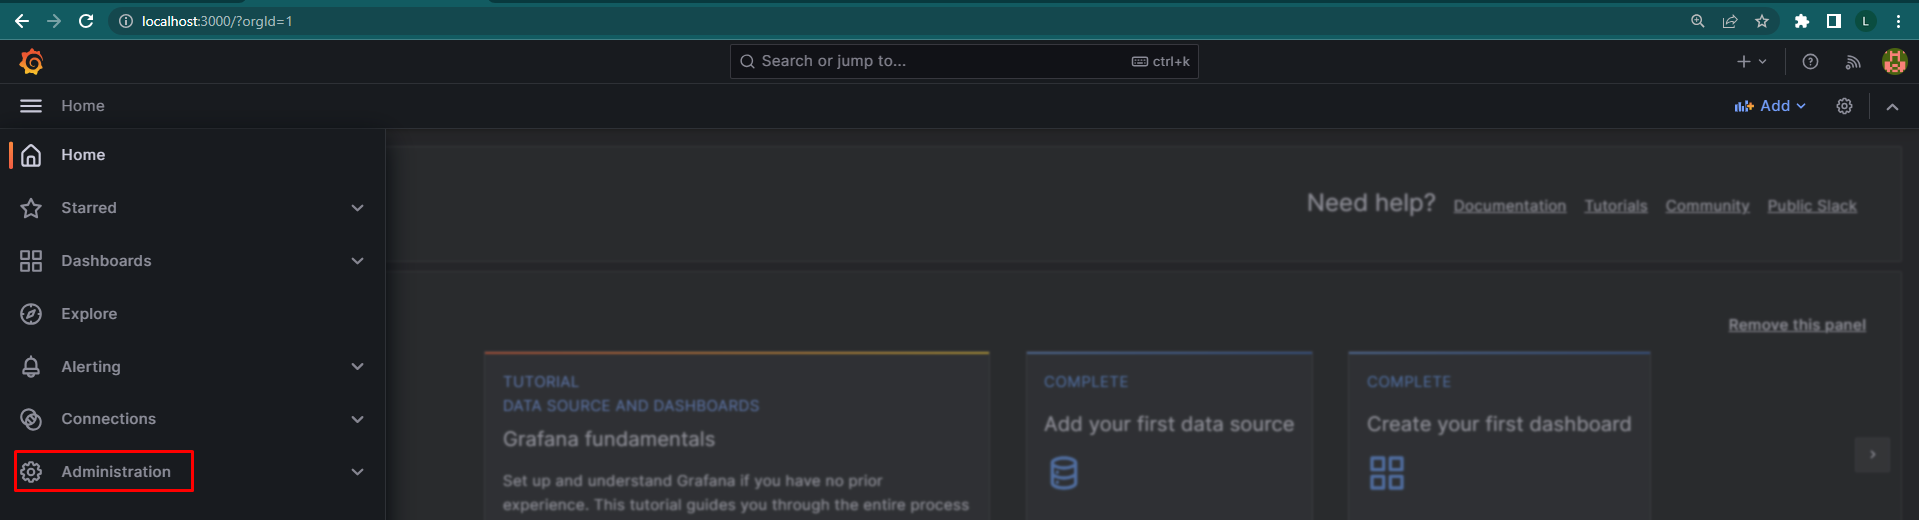 localhost:3000/?orgId=1
L
Search or jump to...
ctrl+k
Home
Add
Home
Starred
Dashboards
Explore
Alerting
Connections
Administration
Need help? Documentation Tutorials Community Public Slack
Remove this panel
TUTORIAL
DATA SOURCE AND DASHBOARDS
Grafana fundamentals
Set up and understand Grafana if you have no prior
experience. This tutorial guides you through the entire process
COMPLETE
Add your first data source
COMPLETE
Create your first dashboard